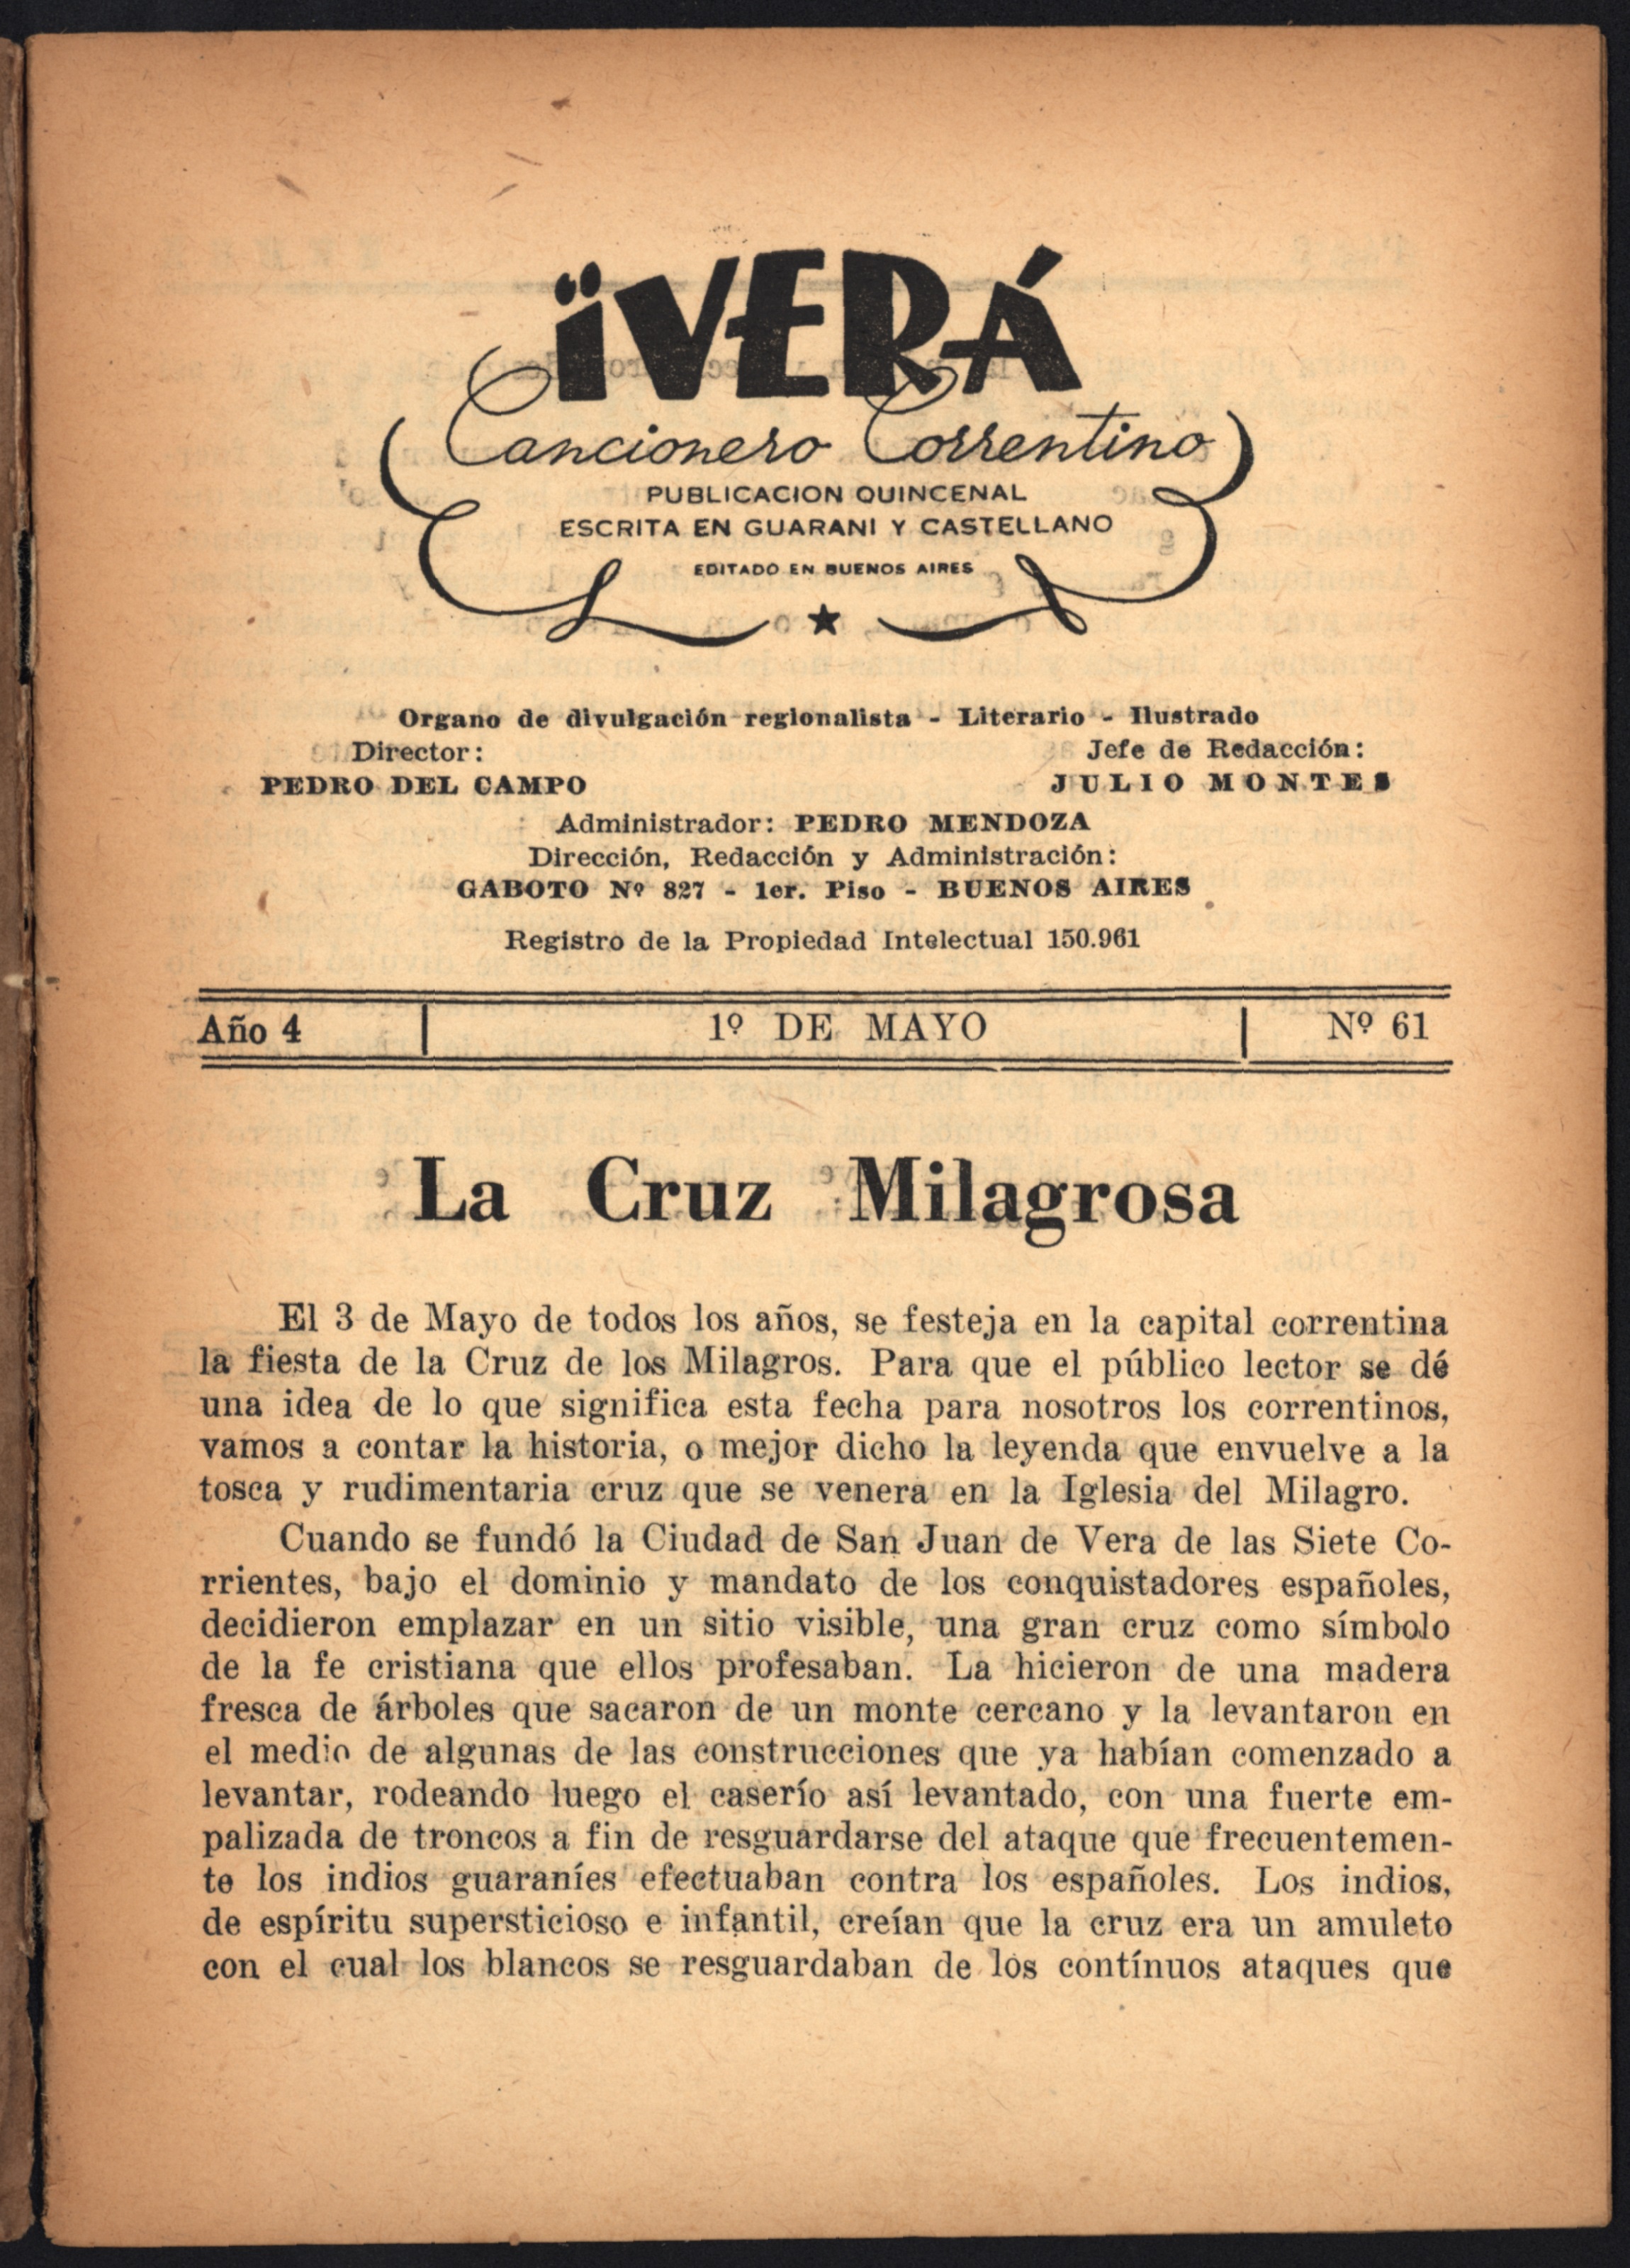 ïVERÁ
Cancionero Correntino
PUBLICACION QUINCENAL
ESCRITA EN GUARANI Y CASTELLANO
EDITADO EN BUENOS AIRES
Organo de divulgación regionalista - Literario - Ilustrado
Director: Jefe de Redacción:
PEDRO DEL CAMPO JULIO MONTES
Administrador: PEDRO MENDOZA
Dirección, Redacción y Administración:
GABOTO Nº 827 - 1er. Piso - BUENOS AIRES
Registro de la Propiedad Intelectual 150.961
Año 4 1º DE MAYO Nº 61
La Cruz Milagrosa
El 3 de Mayo de todos los años, se festeja en la capital correntina
la fiesta de la Cruz de los Milagros. Para que el público lector se dé
una idea de lo que significa esta fecha para nosotros los correntinos,
vamos a contar la historia, o mejor dicho la leyenda que envuelve a la
tosca y rudimentaria cruz que se venera en la Iglesia del Milagro.
Cuando se fundó la Ciudad de San Juan de Vera de las Siete Co-
rrientes, bajo el dominio y mandato de los conquistadores españoles,
decidieron emplazar en un sitio visible, una gran cruz como símbolo
de la fe cristiana que ellos profesaban. La hicieron de una madera
fresca de árboles que sacaron de un monte cercano y la levantaron en
el medio de algunas de las construcciones que ya habían comenzado a
levantar, rodeando luego el caserío así levantado, con una fuerte em-
palizada de troncos a fin de resguardarse del ataque que frecuentemen-
te los indios guaraníes efectuaban contra los españoles. Los indios,
de espíritu supersticioso e infantil, creían que la cruz era un amuleto
con el cual los blancos se resguardaban de los contínuos ataques que